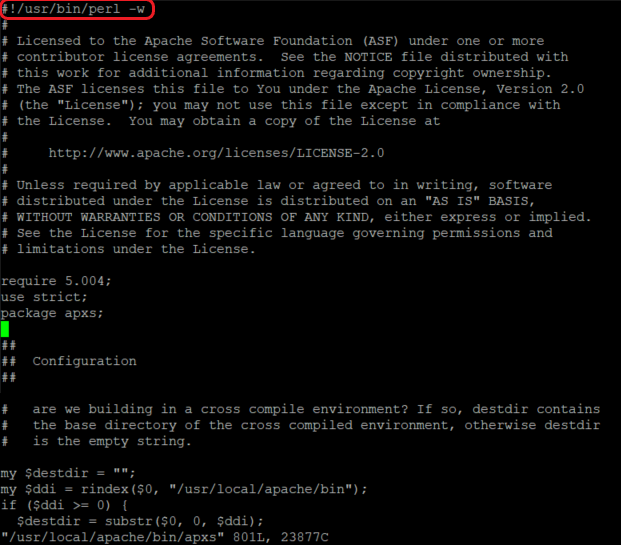 #!/usr/bin/perl -w
#
# Licensed to the Apache Software Foundation (ASF) under one or more
# contributor license agreements.  See the NOTICE file distributed with
# this work for additional information regarding copyright ownership.
# The ASF licenses this file to You under the Apache License, Version 2.0
# (the "License"); you may not use this file except in compliance with
# the License.  You may obtain a copy of the License at
#
#     http://www.apache.org/licenses/LICENSE-2.0
#
# Unless required by applicable law or agreed to in writing, software
# distributed under the License is distributed on an "AS IS" BASIS,
# WITHOUT WARRANTIES OR CONDITIONS OF ANY KIND, either express or implied.
# See the License for the specific language governing permissions and
# limitations under the License.

require 5.004;
use strict;
package apxs;

##
##  Configuration
##

#   are we building in a cross compile environment? If so, destdir contains
#   the base directory of the cross compiled environment, otherwise destdir
#   is the empty string.

my $destdir = "";
my $ddi = rindex($0, "/usr/local/apache/bin");
if ($ddi >= 0) {
  $destdir = substr($0, 0, $ddi);
"/usr/local/apache/bin/apxs" 801L, 23877C